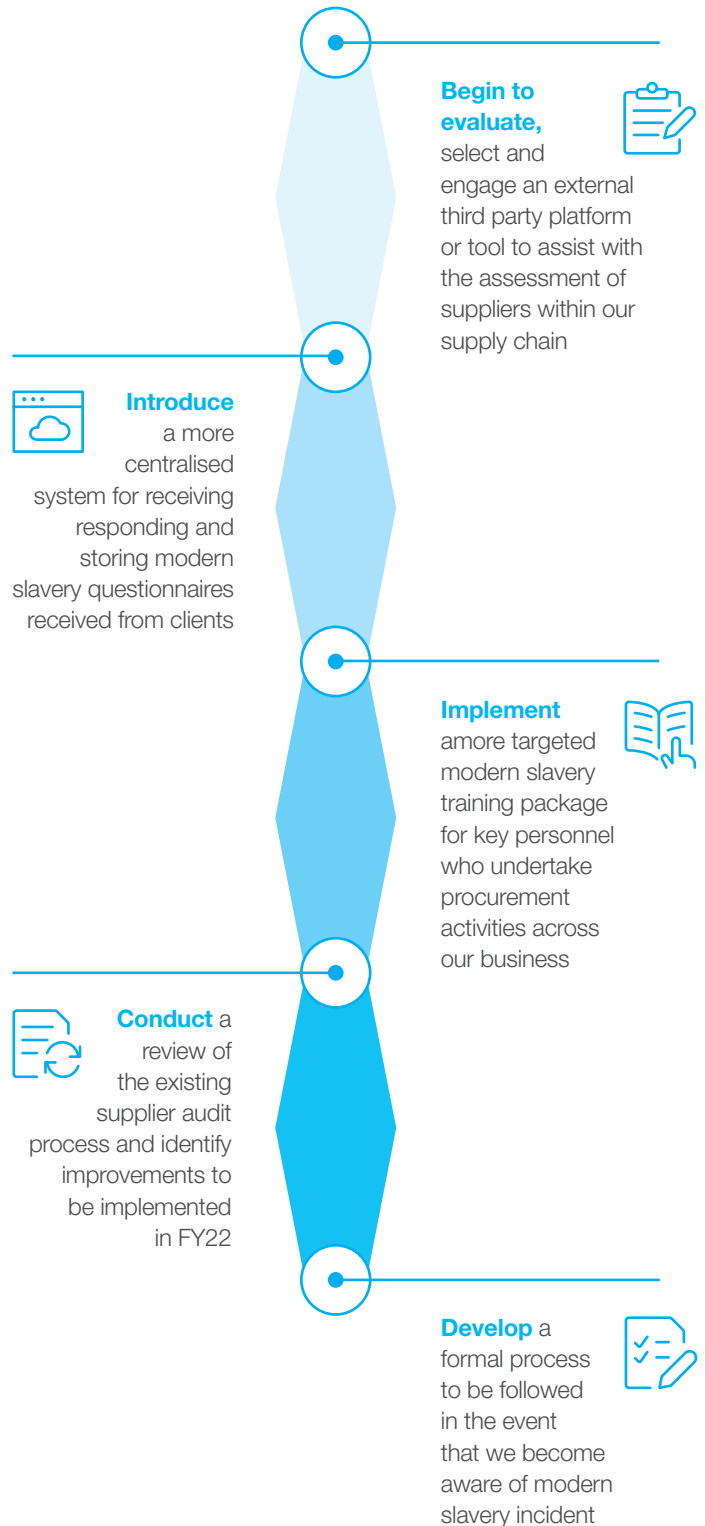 Begin to
evaluate,
select and
engage an external
third party platform
or tool to assist with
the assessment of
suppliers within our
supply chain
Introduce
a more
centralised
system for receiving
responding and
storing modern
slavery questionnaires
received from clients
Implement
amore targeted
modern slavery
training package
for key personnel
who undertake
procurement
activities across
our business
Conduct a
review of
the existing
supplier audit
process and identify
improvements to
be implemented
in FY22
Develop a
formal process
to be followed
in the event
that we become
aware of modern
slavery incident